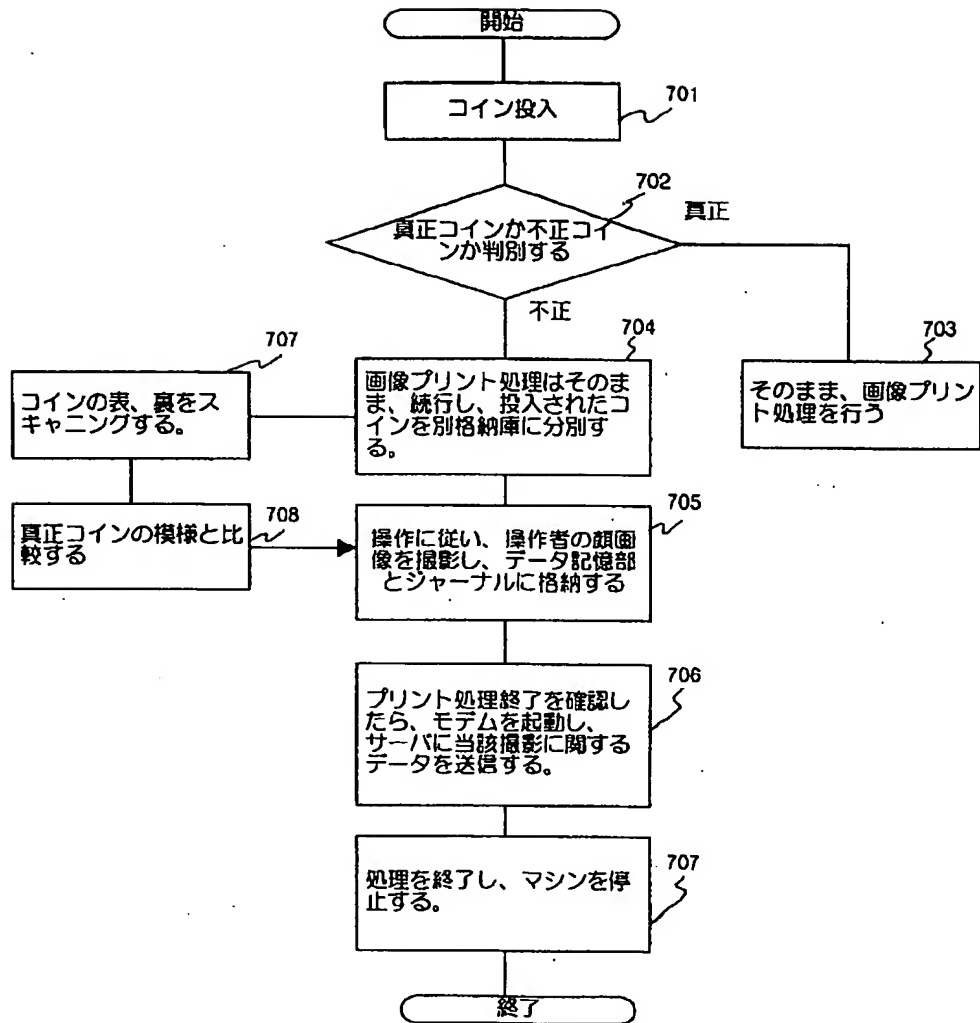 開始
コイン投入
701
702
真正コインか不正コイ
ンか判別する
真正
不正
703
そのまま、画像プリ
ント処理を行う
704
画像プリント処理はそのま
ま、続行し、投入されたコ
インを別格納庫に分別す
る。
707
コインの表、裏をス
キャニングする。
708
真正コインの模様と比
較する
705
操作に従い、操作者の顔画
像を撮影し、データ記憶部
とジャーナルに格納する
706
プリント処理終了を確認し
たら、モデムを起動し、
サーバに当該撮影に関する
データを送信する。
707
処理を終了し、マシンを停
止する。
終了